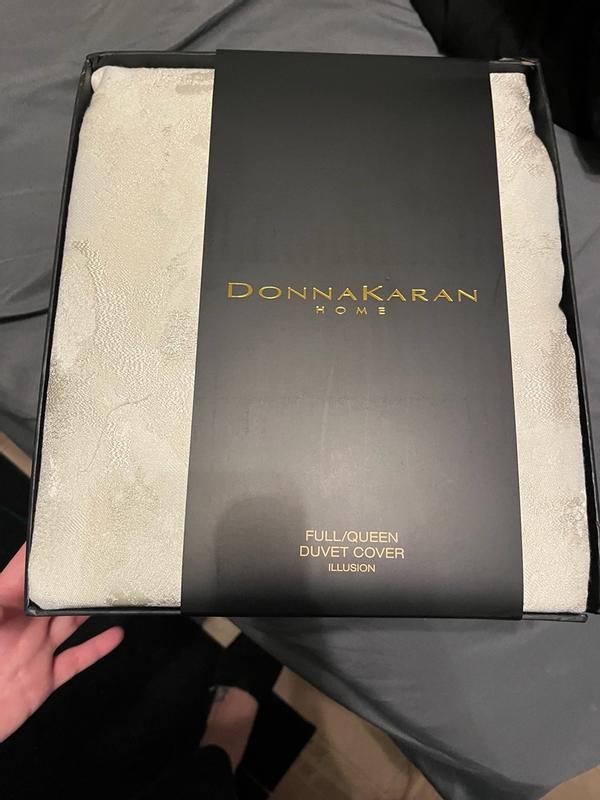 DONNAKARAN
HOME
FULL/QUEEN
DUVET COVER
ILLUSION